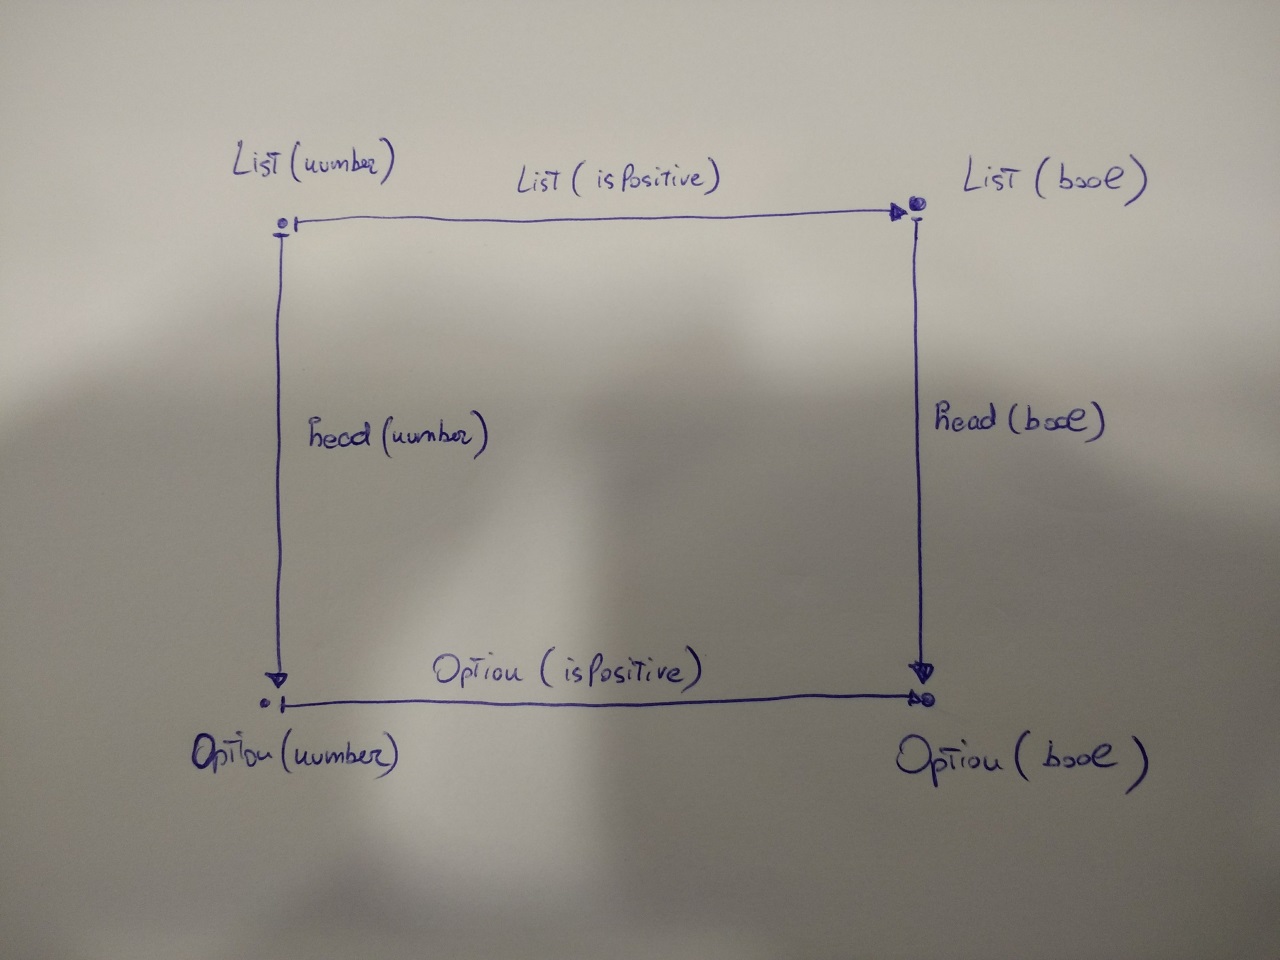 List (number)
List (isPositive)
List (bool)
head (number)
head (bool)
Option (isPositive)
Option (number)
Option (bool)